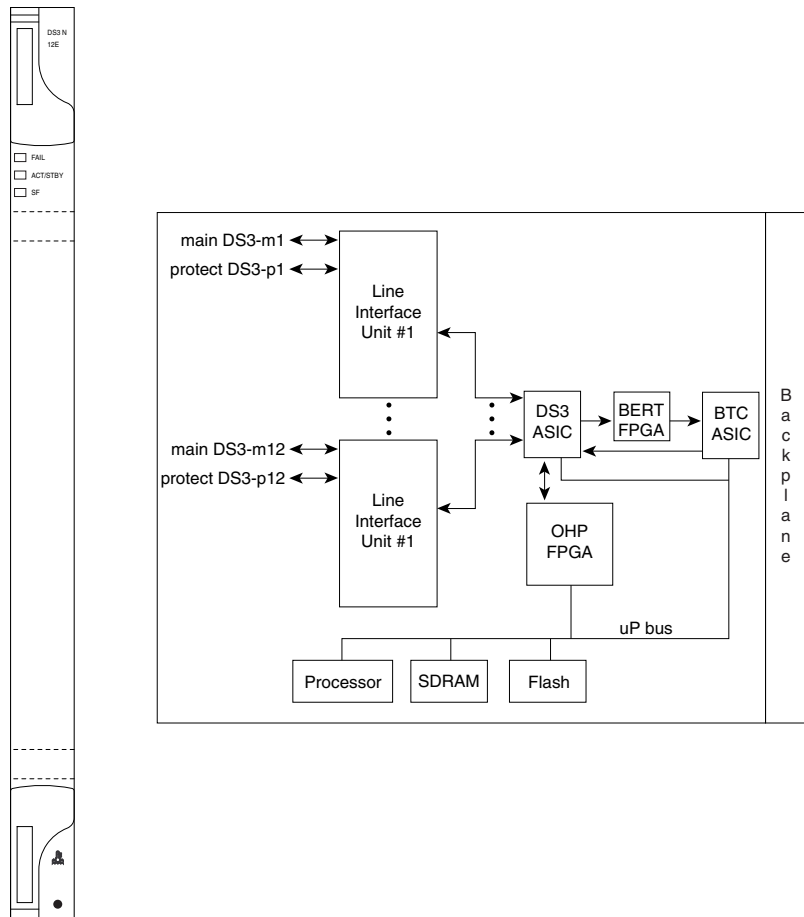 DS3 N
12E
FAIL
ACT/STBY
SF
main DS3-m1
protect DS3-p1
Line
Interface
Unit #1
main DS3-m12
protect DS3-p12
Line
Interface
Unit #1
DS3
ASIC
BERT
FPGA
BTC
ASIC
OHP
FPGA
uP bus
Processor
SDRAM
Flash
Backplane